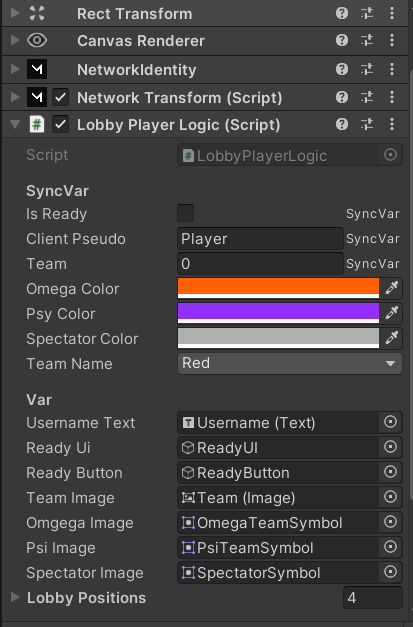 Rect Transform
Canvas Renderer
NetworkIdentity
Network Transform (Script)
# Lobby Player Logic (Script)
Script # LobbyPlayerLogic
SyncVar
Is Ready SyncVar
Client Pseudo Player SyncVar
Team 0 SyncVar
Omega Color
Psy Color
Spectator Color
Team Name Red
Var
Username Text T Username (Text)
Ready Ui ReadyUI
Ready Button ReadyButton
Team Image Team (Image)
Omgega Image OmegaTeamSymbol
Psi Image PsiTeamSymbol
Spectator Image SpectatorSymbol
Lobby Positions 4